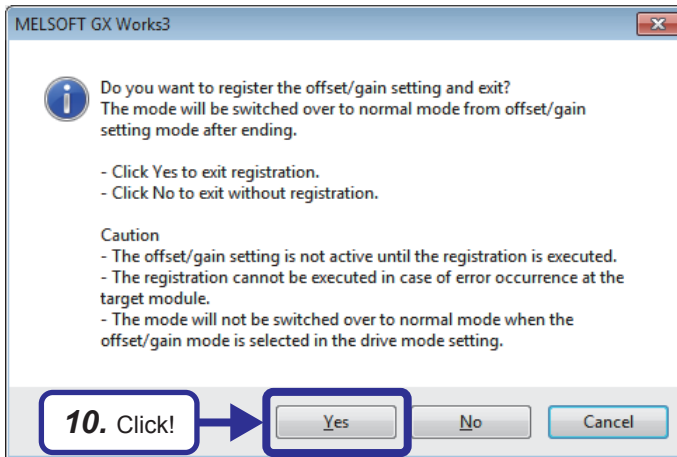 MELSOFT GX Works3
Do you want to register the offset/gain setting and exit?
The mode will be switched over to normal mode from offset/gain
setting mode after ending.
- Click Yes to exit registration.
- Click No to exit without registration.
Caution
- The offset/gain setting is not active until the registration is executed.
- The registration cannot be executed in case of error occurrence at the
target module.
- The mode will not be switched over to normal mode when the
offset/gain mode is selected in the drive mode setting.
10. Click!
Yes
No
Cancel